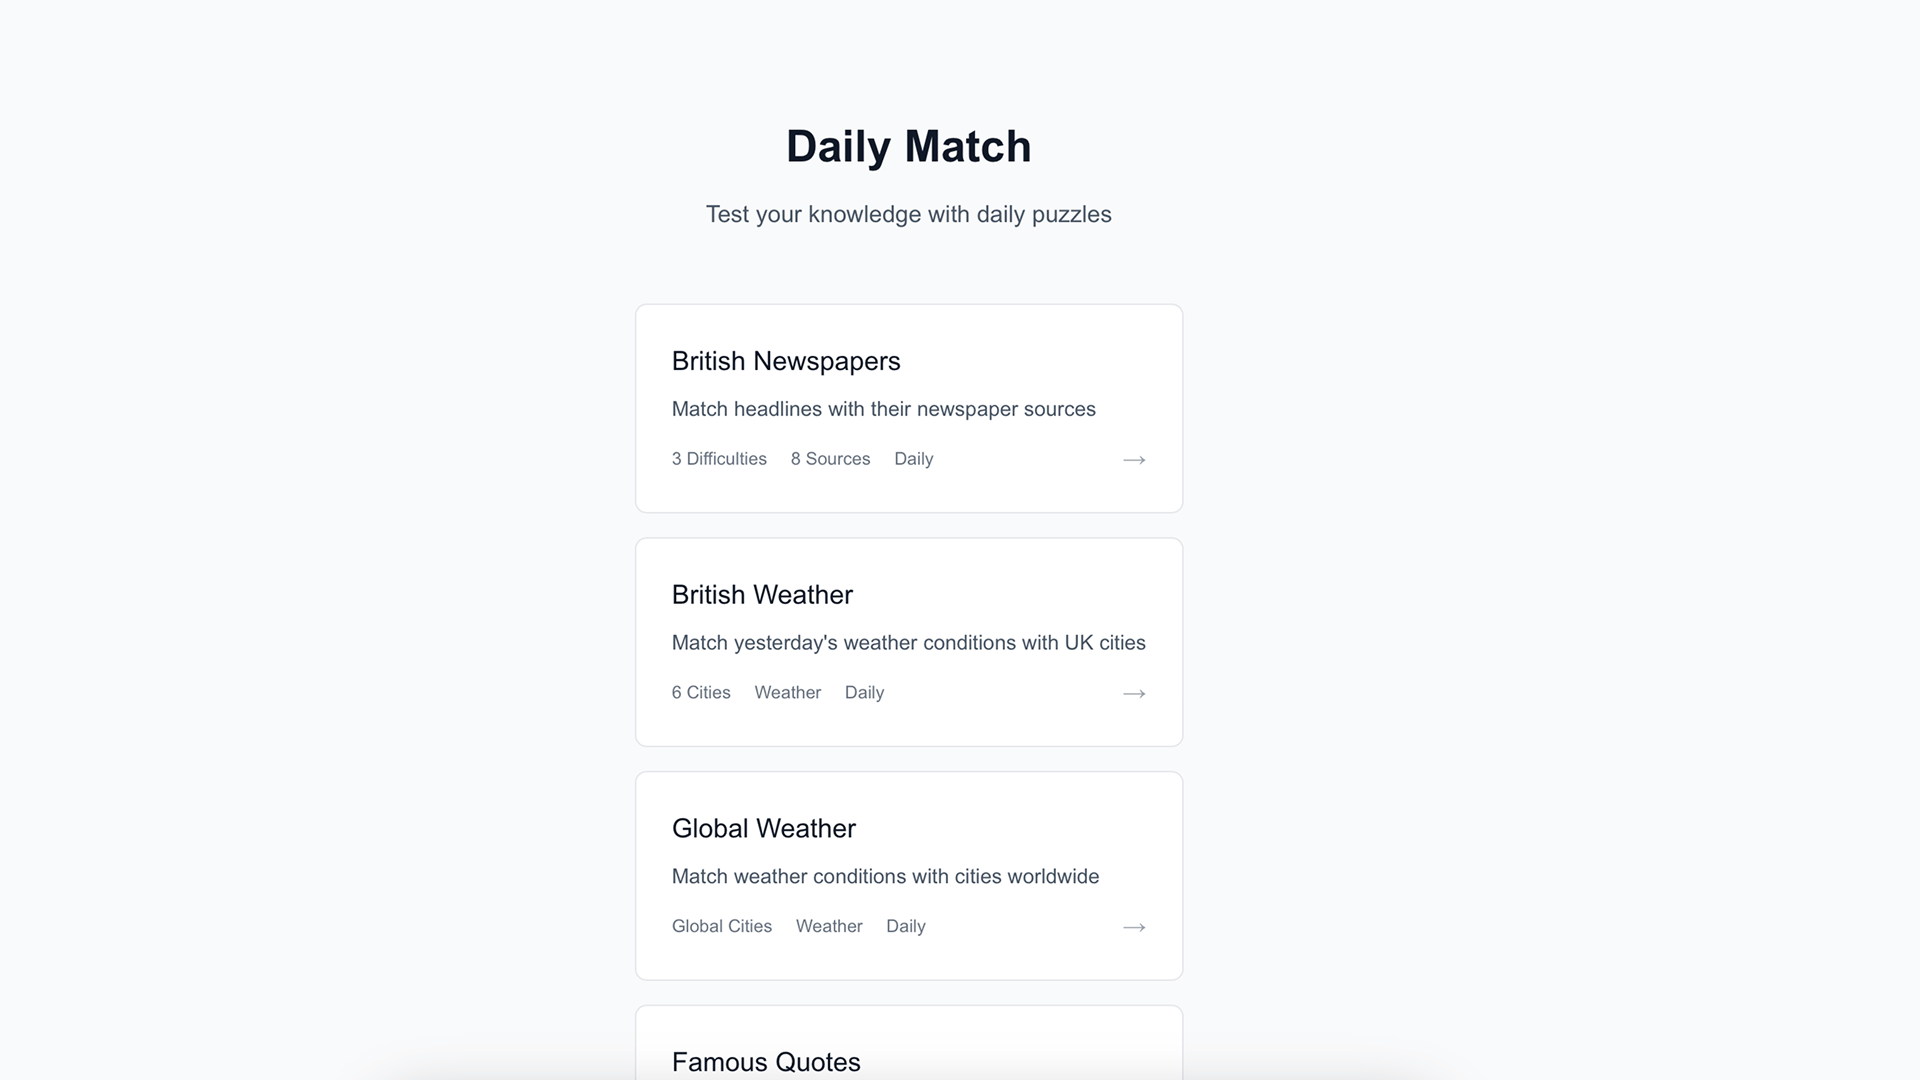 Daily Match
Test your knowledge with daily puzzles
British Newspapers
Match headlines with their newspaper sources
3 Difficulties 8 Sources Daily →
British Weather
Match yesterday's weather conditions with UK cities
6 Cities Weather Daily →
Global Weather
Match weather conditions with cities worldwide
Global Cities Weather Daily →
Famous Quotes